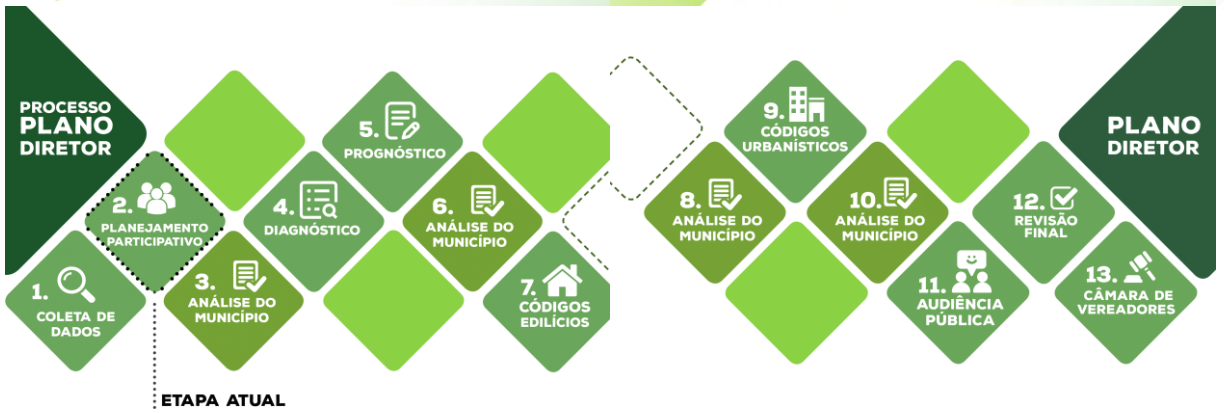 PROCESSO
PLANO
DIRETOR
1.
COLETA DE
DADOS
2.
PLANEJAMENTO
PARTICIPATIVO
3.
ANÁLISE DO
MUNICÍPIO
4.
DIAGNÓSTICO
5.
PROGNÓSTICO
6.
ANÁLISE DO
MUNICÍPIO
7.
CÓDIGOS
EDILÍCIOS
ETAPA ATUAL
8.
ANÁLISE DO
MUNICÍPIO
9.
CÓDIGOS
URBANÍSTICOS
10.
ANÁLISE DO
MUNICÍPIO
11.
AUDIÊNCIA
PÚBLICA
12.
REVISÃO
FINAL
13.
CÂMARA DE
VEREADORES
PLANO
DIRETOR